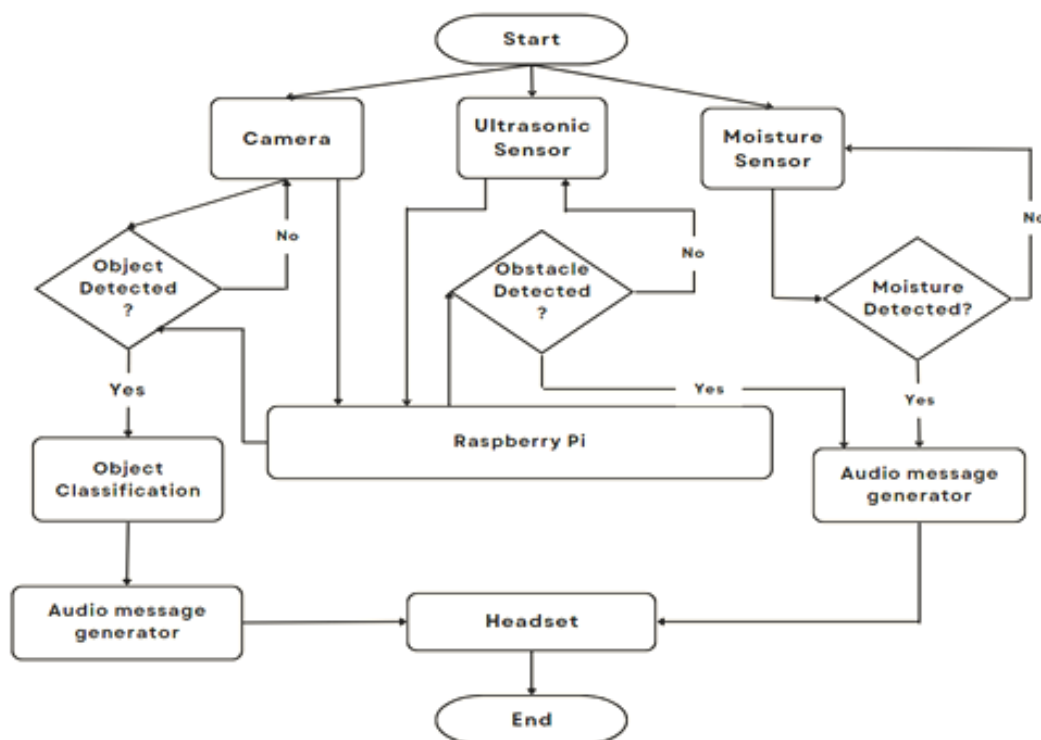 Start
Camera
Ultrasonic
Sensor
Moisture
Sensor
No
No
No
Object
Detected
?
Obstacle
Detected
?
Moisture
Detected?
Yes
Yes
Yes
Raspberry Pi
Object
Classification
Audio message
generator
Audio message
generator
Headset
End